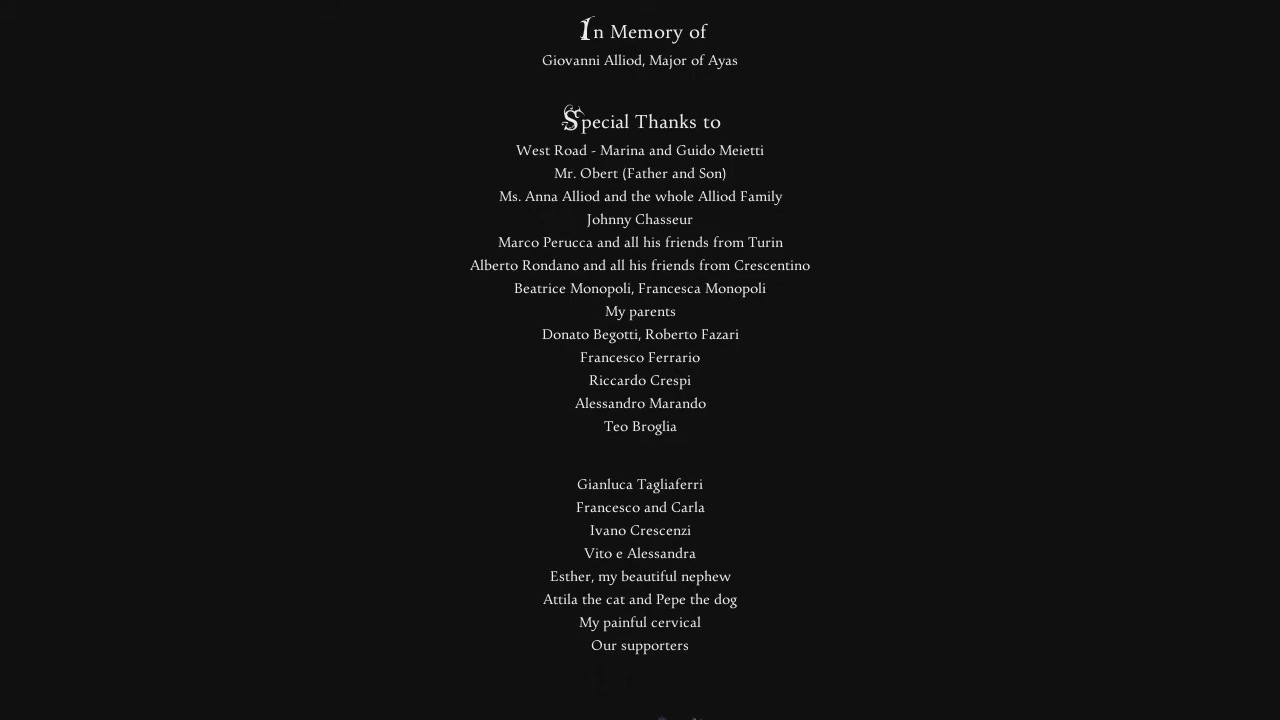 In Memory of
Giovanni Alliod, Major of Ayas
Special Thanks to
West Road - Marina and Guido Meietti
Mr. Obert (Father and Son)
Ms. Anna Alliod and the whole Alliod Family
Johnny Chasseur
Marco Perucca and all his friends from Turin
Alberto Rondano and all his friends from Crescentino
Beatrice Monopoli, Francesca Monopoli
My parents
Donato Begotti, Roberto Fazari
Francesco Ferrario
Riccardo Crespi
Alessandro Marando
Teo Broglia
Gianluca Tagliaferri
Francesco and Carla
Ivano Crescenzi
Vito e Alessandra
Esther, my beautiful nephew
Attila the cat and Pepe the dog
My painful cervical
Our supporters